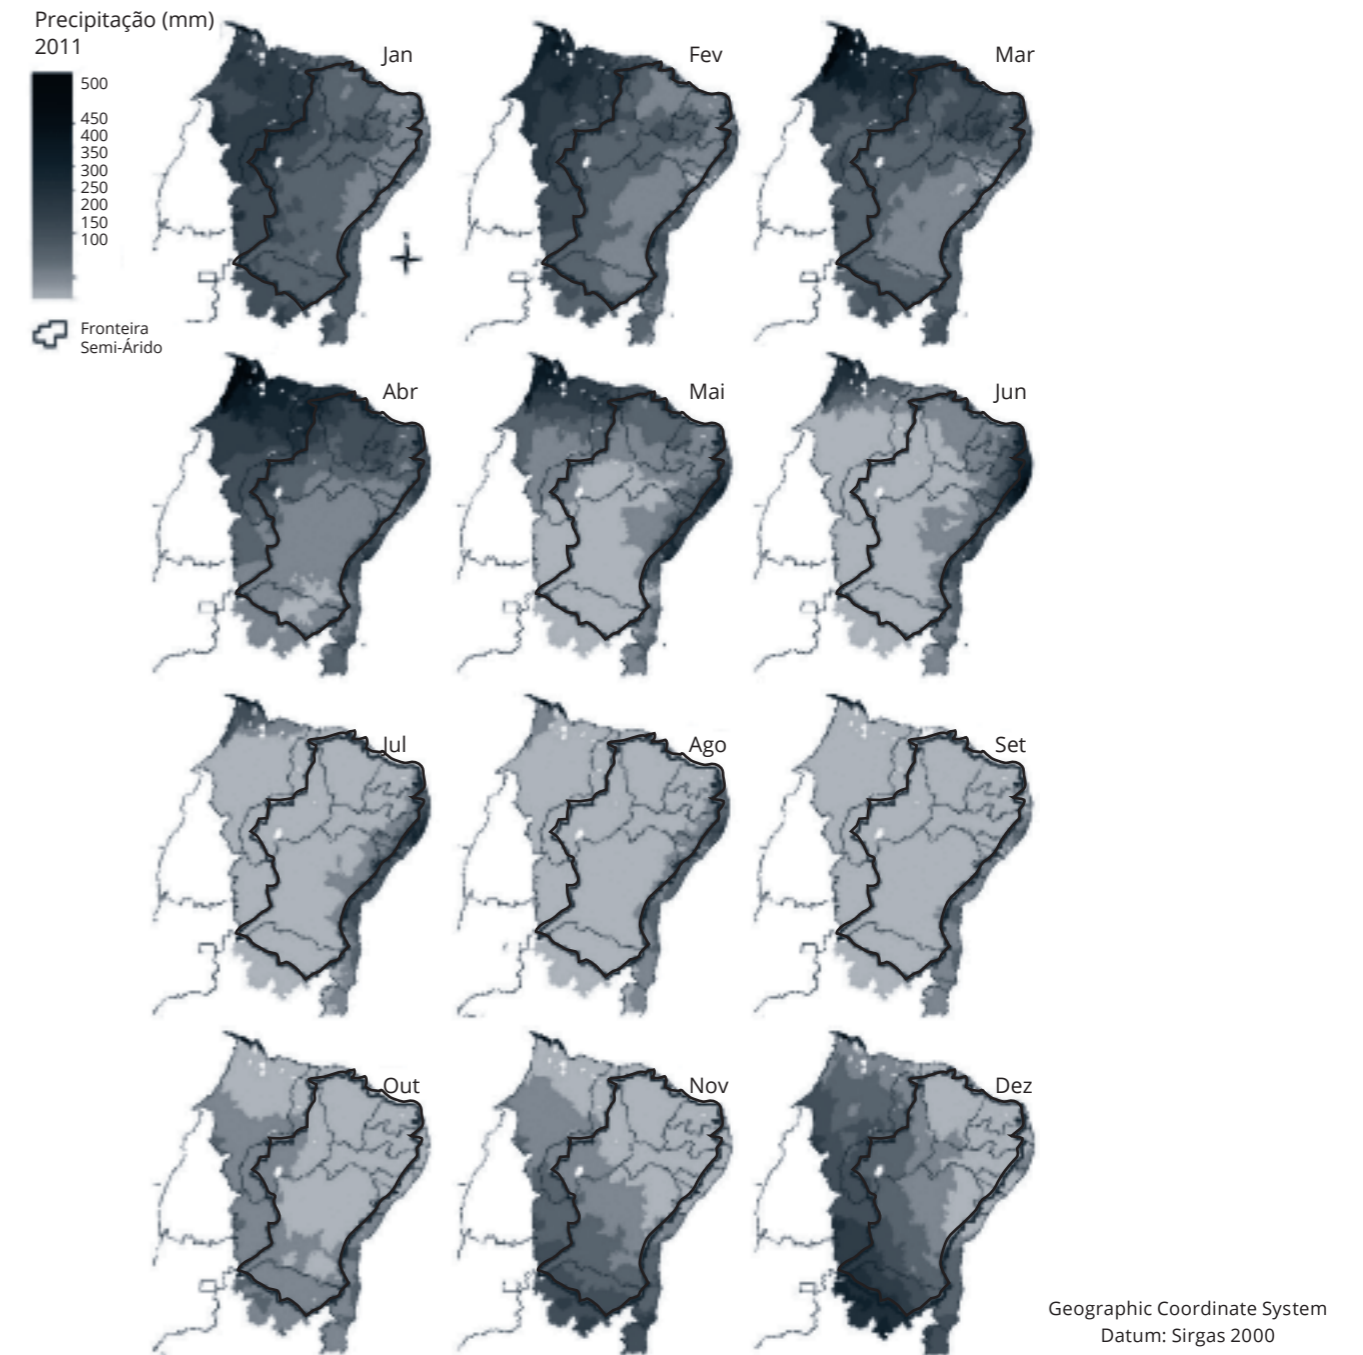 Precipitação (mm)
2011
500
450
400
350
300
250
200
150
100
Fronteira
Semi-Árido
Jan
Fev
Mar
Abr
Mai
Jun
Jul
Ago
Set
Out
Nov
Dez
Geographic Coordinate System
Datum: Sirgas 2000